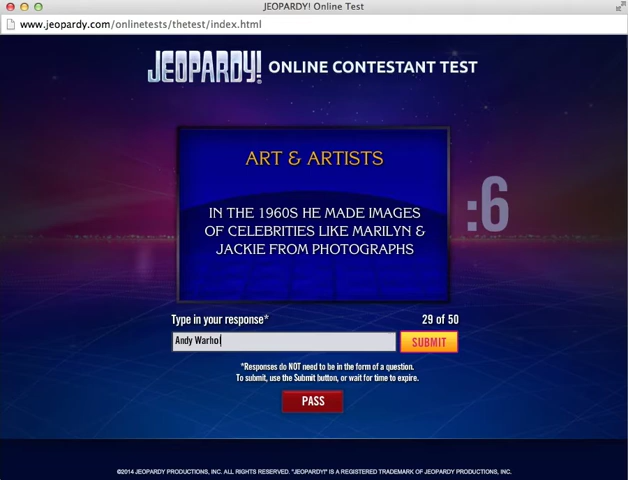 JEOPARDY! Online Test
www.jeopardy.com/onlinetests/thetest/index.html
JEOPARDY! ONLINE CONTESTANT TEST
ART & ARTISTS
IN THE 1960S HE MADE IMAGES
OF CELEBRITIES LIKE MARILYN &
JACKIE FROM PHOTOGRAPHS
:6
Type in your response* 29 of 50
Andy Warhol SUBMIT
*Responses do NOT need to be in the form of a question.
To submit, use the Submit button, or wait for time to expire.
PASS
©2014 JEOPARDY PRODUCTIONS, INC. ALL RIGHTS RESERVED. "JEOPARDY!" IS A REGISTERED TRADEMARK OF JEOPARDY PRODUCTIONS, INC.